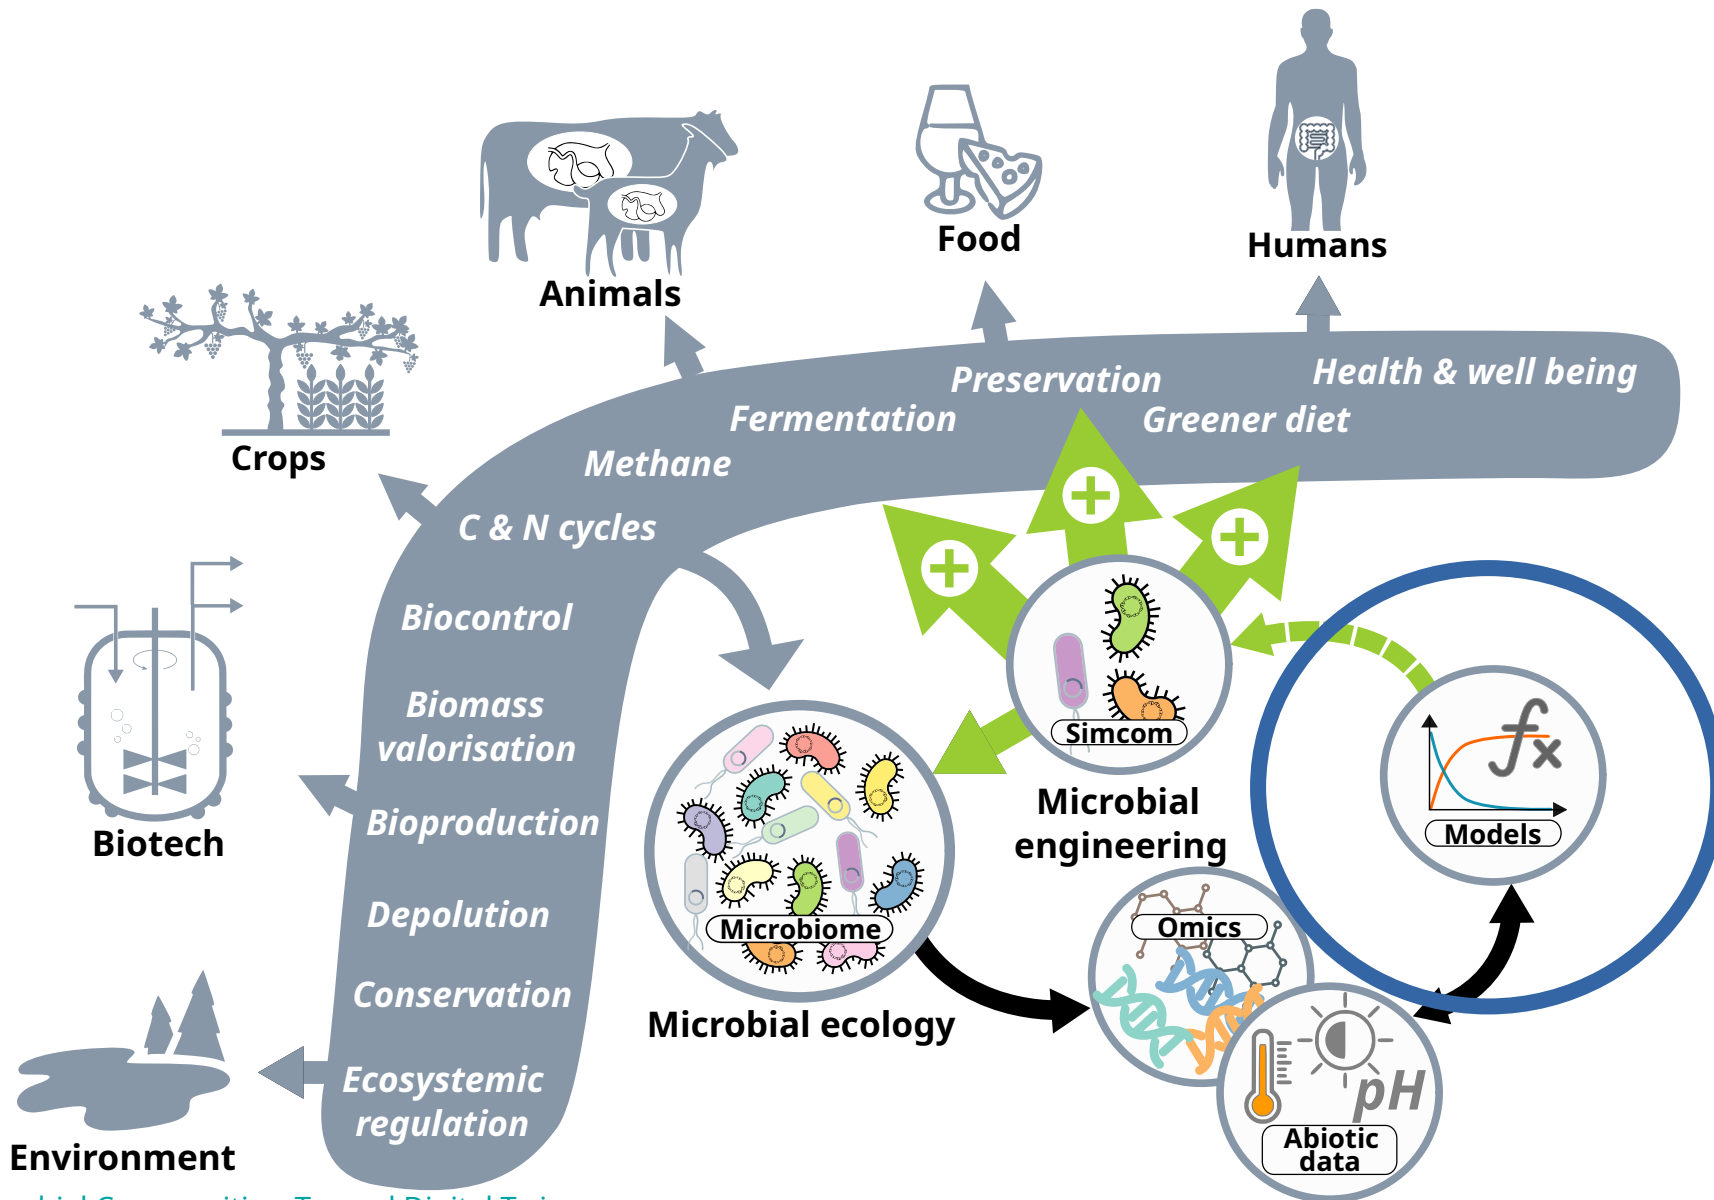 Humans
Food
Animals
Crops
Biotech
Environment
Health & well being
Preservation
Greener diet
Fermentation
Methane
C & N cycles
Biocontrol
Biomass
valorisation
Bioproduction
Depolution
Conservation
Ecosystemic
regulation
Simcom
Microbial
engineering
Microbiome
Microbial ecology
fx
Models
Omics
pH
Abiotic
data